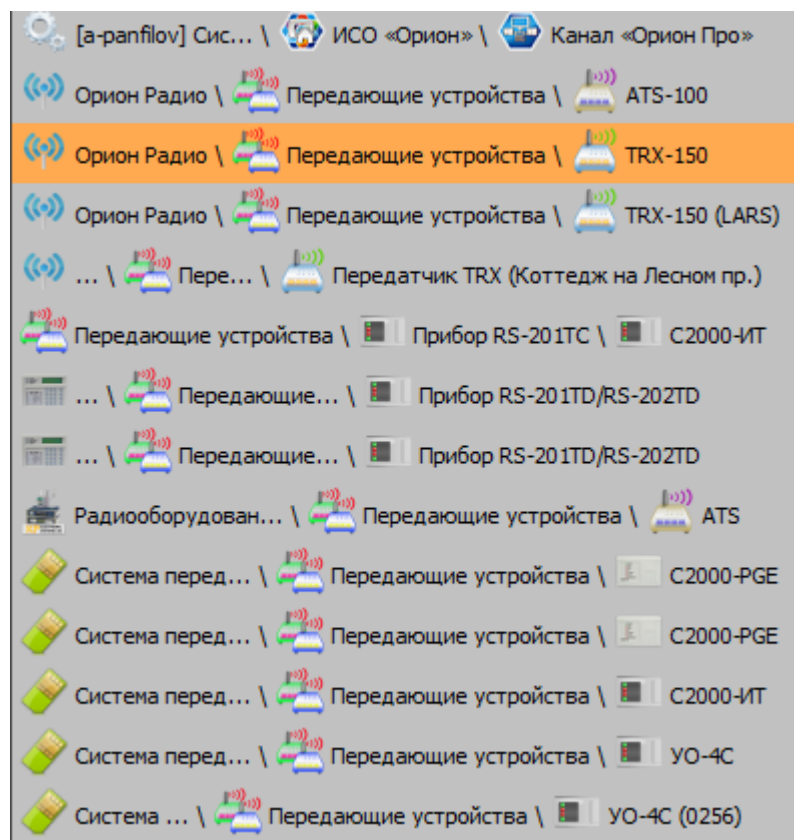 [a-panfilov] Сис... \ ИСО «Орион» \ Канал «Орион Про»
Орион Радио \ Передающие устройства \ ATS-100
Орион Радио \ Передающие устройства \ TRX-150
Орион Радио \ Передающие устройства \ TRX-150 (LARS)
... \ Пере... \ Передатчик TRX (Коттедж на Лесном пр.)
Передающие устройства \ Прибор RS-201TC \ С2000-ИТ
... \ Передающие... \ Прибор RS-201TD/RS-202TD
... \ Передающие... \ Прибор RS-201TD/RS-202TD
Радиооборудован... \ Передающие устройства \ ATS
Система перед... \ Передающие устройства \ С2000-PGE
Система перед... \ Передающие устройства \ С2000-PGE
Система перед... \ Передающие устройства \ С2000-ИТ
Система перед... \ Передающие устройства \ УО-4С
Система ... \ Передающие устройства \ УО-4С (0256)